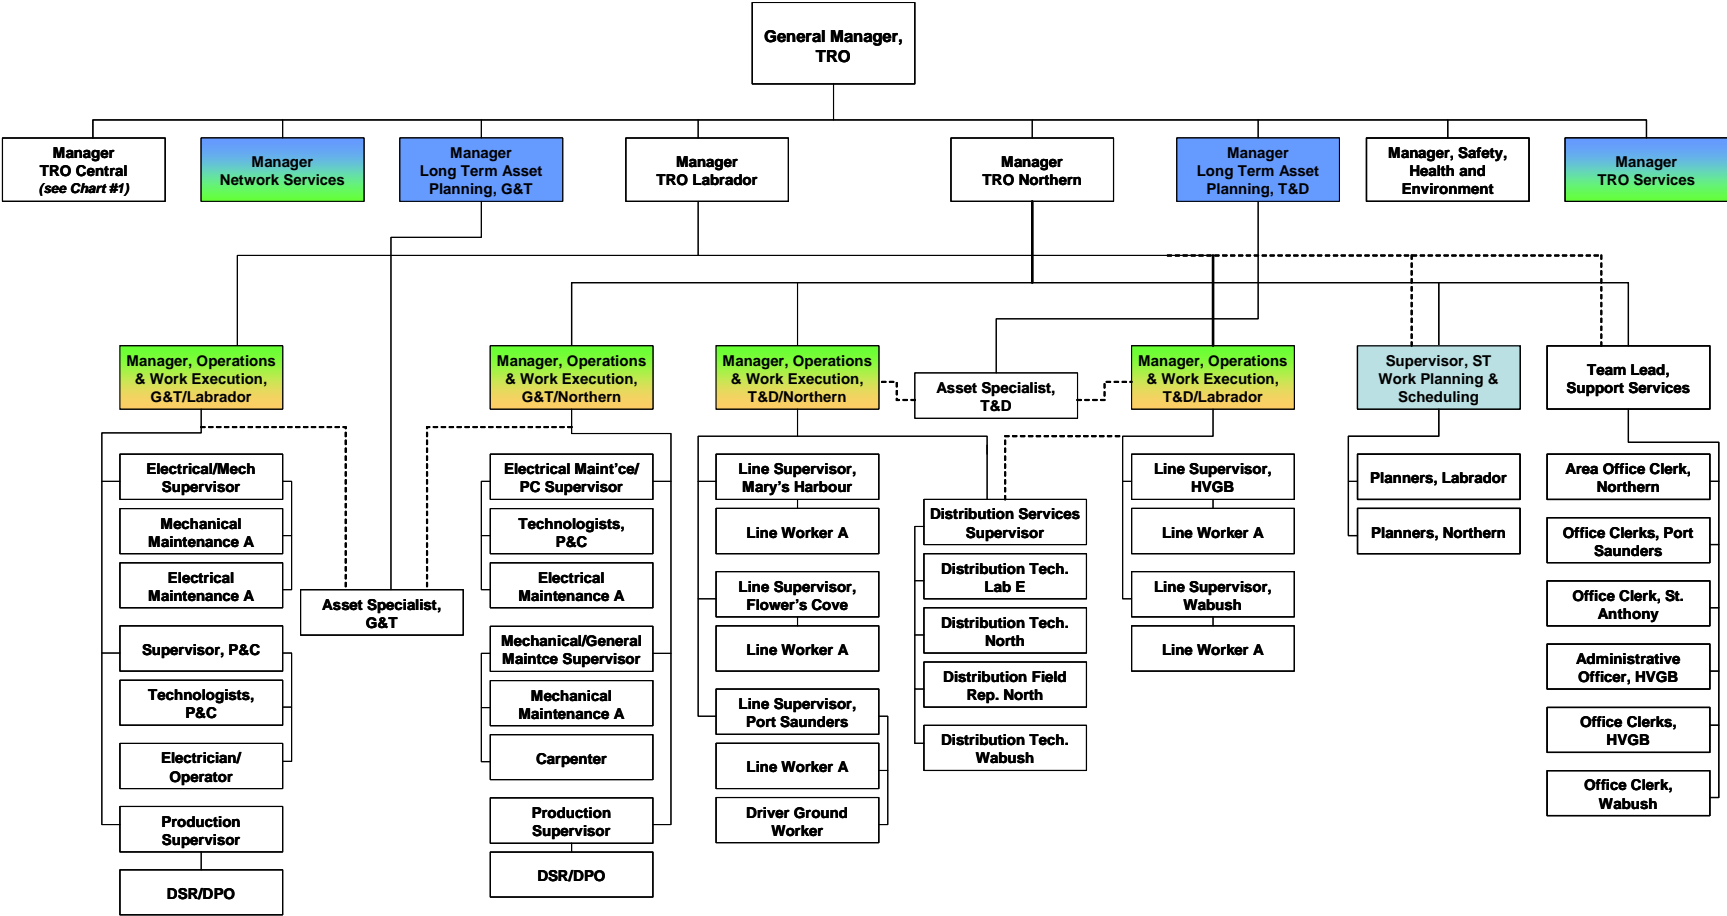 General Manager,
TRO
Manager
TRO Central
(see Chart #1)
Manager
Network Services
Manager
Long Term Asset
Planning, G&T
Manager
TRO Labrador
Manager
TRO Northern
Manager
Long Term Asset
Planning, T&D
Manager, Safety,
Health and
Environment
Manager
TRO Services
Manager, Operations
& Work Execution,
G&T/Labrador
Manager, Operations
& Work Execution,
G&T/Northern
Manager, Operations
& Work Execution,
T&D/Northern
Asset Specialist,
T&D
Manager, Operations
& Work Execution,
T&D/Labrador
Supervisor, ST
Work Planning &
Scheduling
Team Lead,
Support Services
Electrical/Mech
Supervisor
Mechanical
Maintenance A
Electrical
Maintenance A
Supervisor, P&C
Technologists,
P&C
Electrician/
Operator
Production
Supervisor
DSR/DPO
Asset Specialist,
G&T
Electrical Maint'ce/
PC Supervisor
Technologists,
P&C
Electrical
Maintenance A
Mechanical/General
Maintce Supervisor
Mechanical
Maintenance A
Carpenter
Production
Supervisor
DSR/DPO
Line Supervisor,
Mary's Harbour
Line Worker A
Line Supervisor,
Flower's Cove
Line Worker A
Line Supervisor,
Port Saunders
Line Worker A
Driver Ground
Worker
Distribution Services
Supervisor
Distribution Tech.
Lab E
Distribution Tech.
North
Distribution Field
Rep. North
Distribution Tech.
Wabush
Line Supervisor,
HVGB
Line Worker A
Line Supervisor,
Wabush
Line Worker A
Planners, Labrador
Planners, Northern
Area Office Clerk,
Northern
Office Clerks, Port
Saunders
Office Clerk, St.
Anthony
Administrative
Officer, HVGB
Office Clerks,
HVGB
Office Clerk,
Wabush